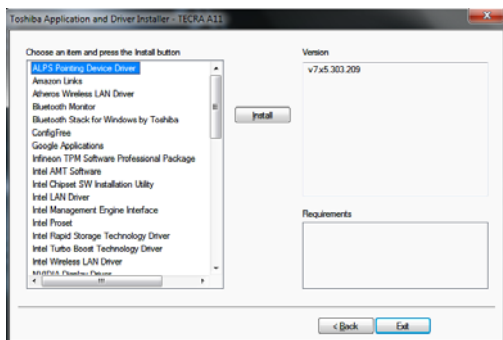 Toshiba Application and Driver Installer - TECRA A11
Choose an item and press the Install button
ALPS Pointing Device Driver
Amazon Links
Atheros Wireless LAN Driver
Bluetooth Monitor
Bluetooth Stack for Windows by Toshiba
ConfigFree
Google Applications
Infineon TPM Software Professional Package
Intel AMT Software
Intel Chipset SW Installation Utility
Intel LAN Driver
Intel Management Engine Interface
Intel Proset
Intel Rapid Storage Technology Driver
Intel Turbo Boost Technology Driver
Intel Wireless LAN Driver
NVIDIA Display Driver
Install
Version
v7.x5.303.209
Requirements
< Back
Exit